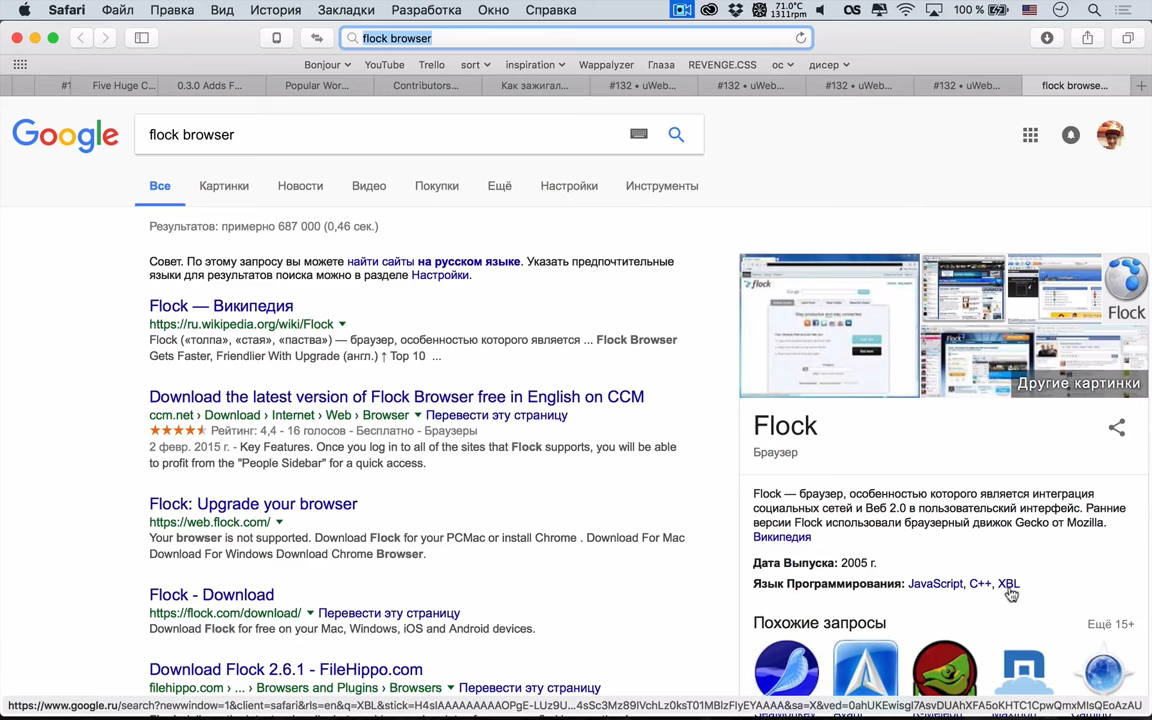 Safari Файл Правка Вид История Закладки Разработка Окно Справка
71.0°C
1311rpm
100 %
flock browser
Bonjour YouTube Trello sort inspiration Wappalyzer Глаза REVENGE.CSS ос дисер
#1 Five Huge C... 0.3.0 Adds F... Popular Wor... Contributors... Как зажигал... #132 • uWeb... #132 • uWeb... #132 • uWeb... #132 • uWeb... flock browse...
Google
flock browser
Все Картинки Новости Видео Покупки Ещё Настройки Инструменты
Результатов: примерно 687 000 (0,46 сек.)
Совет. По этому запросу вы можете найти сайты на русском языке. Указать предпочтительные
языки для результатов поиска можно в разделе Настройки.
Flock — Википедия
https://ru.wikipedia.org/wiki/Flock
Flock («толпа», «стая», «паства») — браузер, особенностью которого является ... Flock Browser
Gets Faster, Friendlier With Upgrade (англ.) ↑ Top 10 ...
Download the latest version of Flock Browser free in English on CCM
ccm.net › Download › Internet › Web › Browser Перевести эту страницу
Рейтинг: 4,4 - 16 голосов - Бесплатно - Браузеры
2 февр. 2015 г. - Key Features. Once you log in to all of the sites that Flock supports, you will be able
to profit from the "People Sidebar" for a quick access.
Flock: Upgrade your browser
https://web.flock.com/
Your browser is not supported. Download Flock for your PCMac or install Chrome . Download For Mac
Download For Windows Download Chrome Browser.
Flock - Download
https://flock.com/download/ Перевести эту страницу
Download Flock for free on your Mac, Windows, iOS and Android devices.
Download Flock 2.6.1 - FileHippo.com
filehippo.com › ... › Browsers and Plugins › Browsers Перевести эту страницу
flock
Flock
Другие картинки
Flock
Браузер
Flock — браузер, особенностью которого является интеграция
социальных сетей и Веб 2.0 в пользовательский интерфейс. Ранние
версии Flock использовали браузерный движок Gecko от Mozilla.
Википедия
Дата Выпуска: 2005 г.
Язык Программирования: JavaScript, C++, XBL
Похожие запросы Ещё 15+